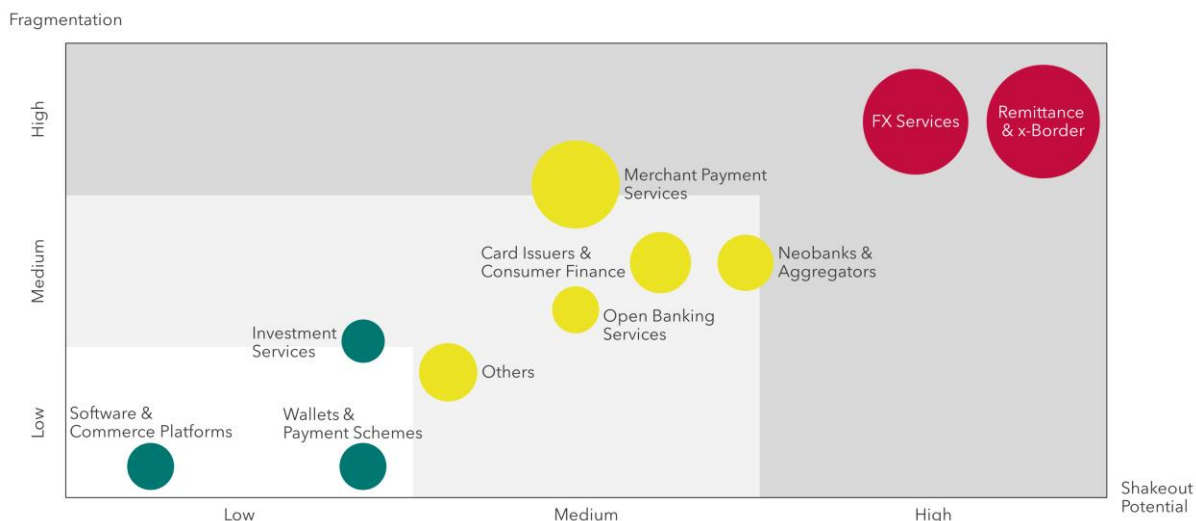 Fragmentation
High
FX Services
Remittance
& x-Border
Merchant Payment
Services
Medium
Card Issuers &
Consumer Finance
Neobanks &
Aggregators
Open Banking
Services
Investment
Services
Others
Low
Software &
Commerce Platforms
Wallets &
Payment Schemes
Shakeout
Potential
Low
Medium
High